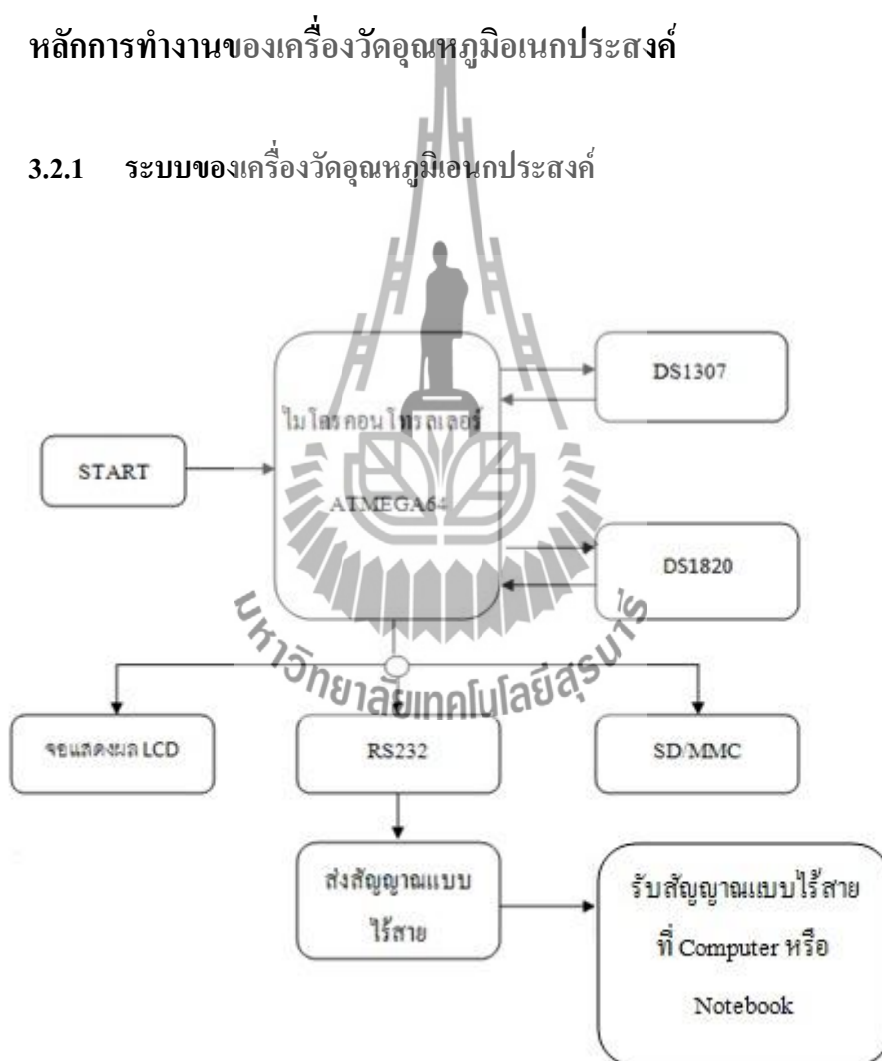 หลักการทำงานของเครื่องวัดอุณหภูมิอเนกประสงค์
3.2.1 ระบบของเครื่องวัดอุณหภูมิเอนกประสงค์
DS1307
ไมโครคอนโทรลเลอร์
START
ATMEGA64
DS1820
มหาวิทยาลัยเทคโนโลยีสุรนารี
จอแสดงผล LCD
RS232
SD/MMC
ส่งสัญญาณแบบ
ไร้สาย
รับสัญญาณแบบไร้สาย
ที่ Computer หรือ
Notebook